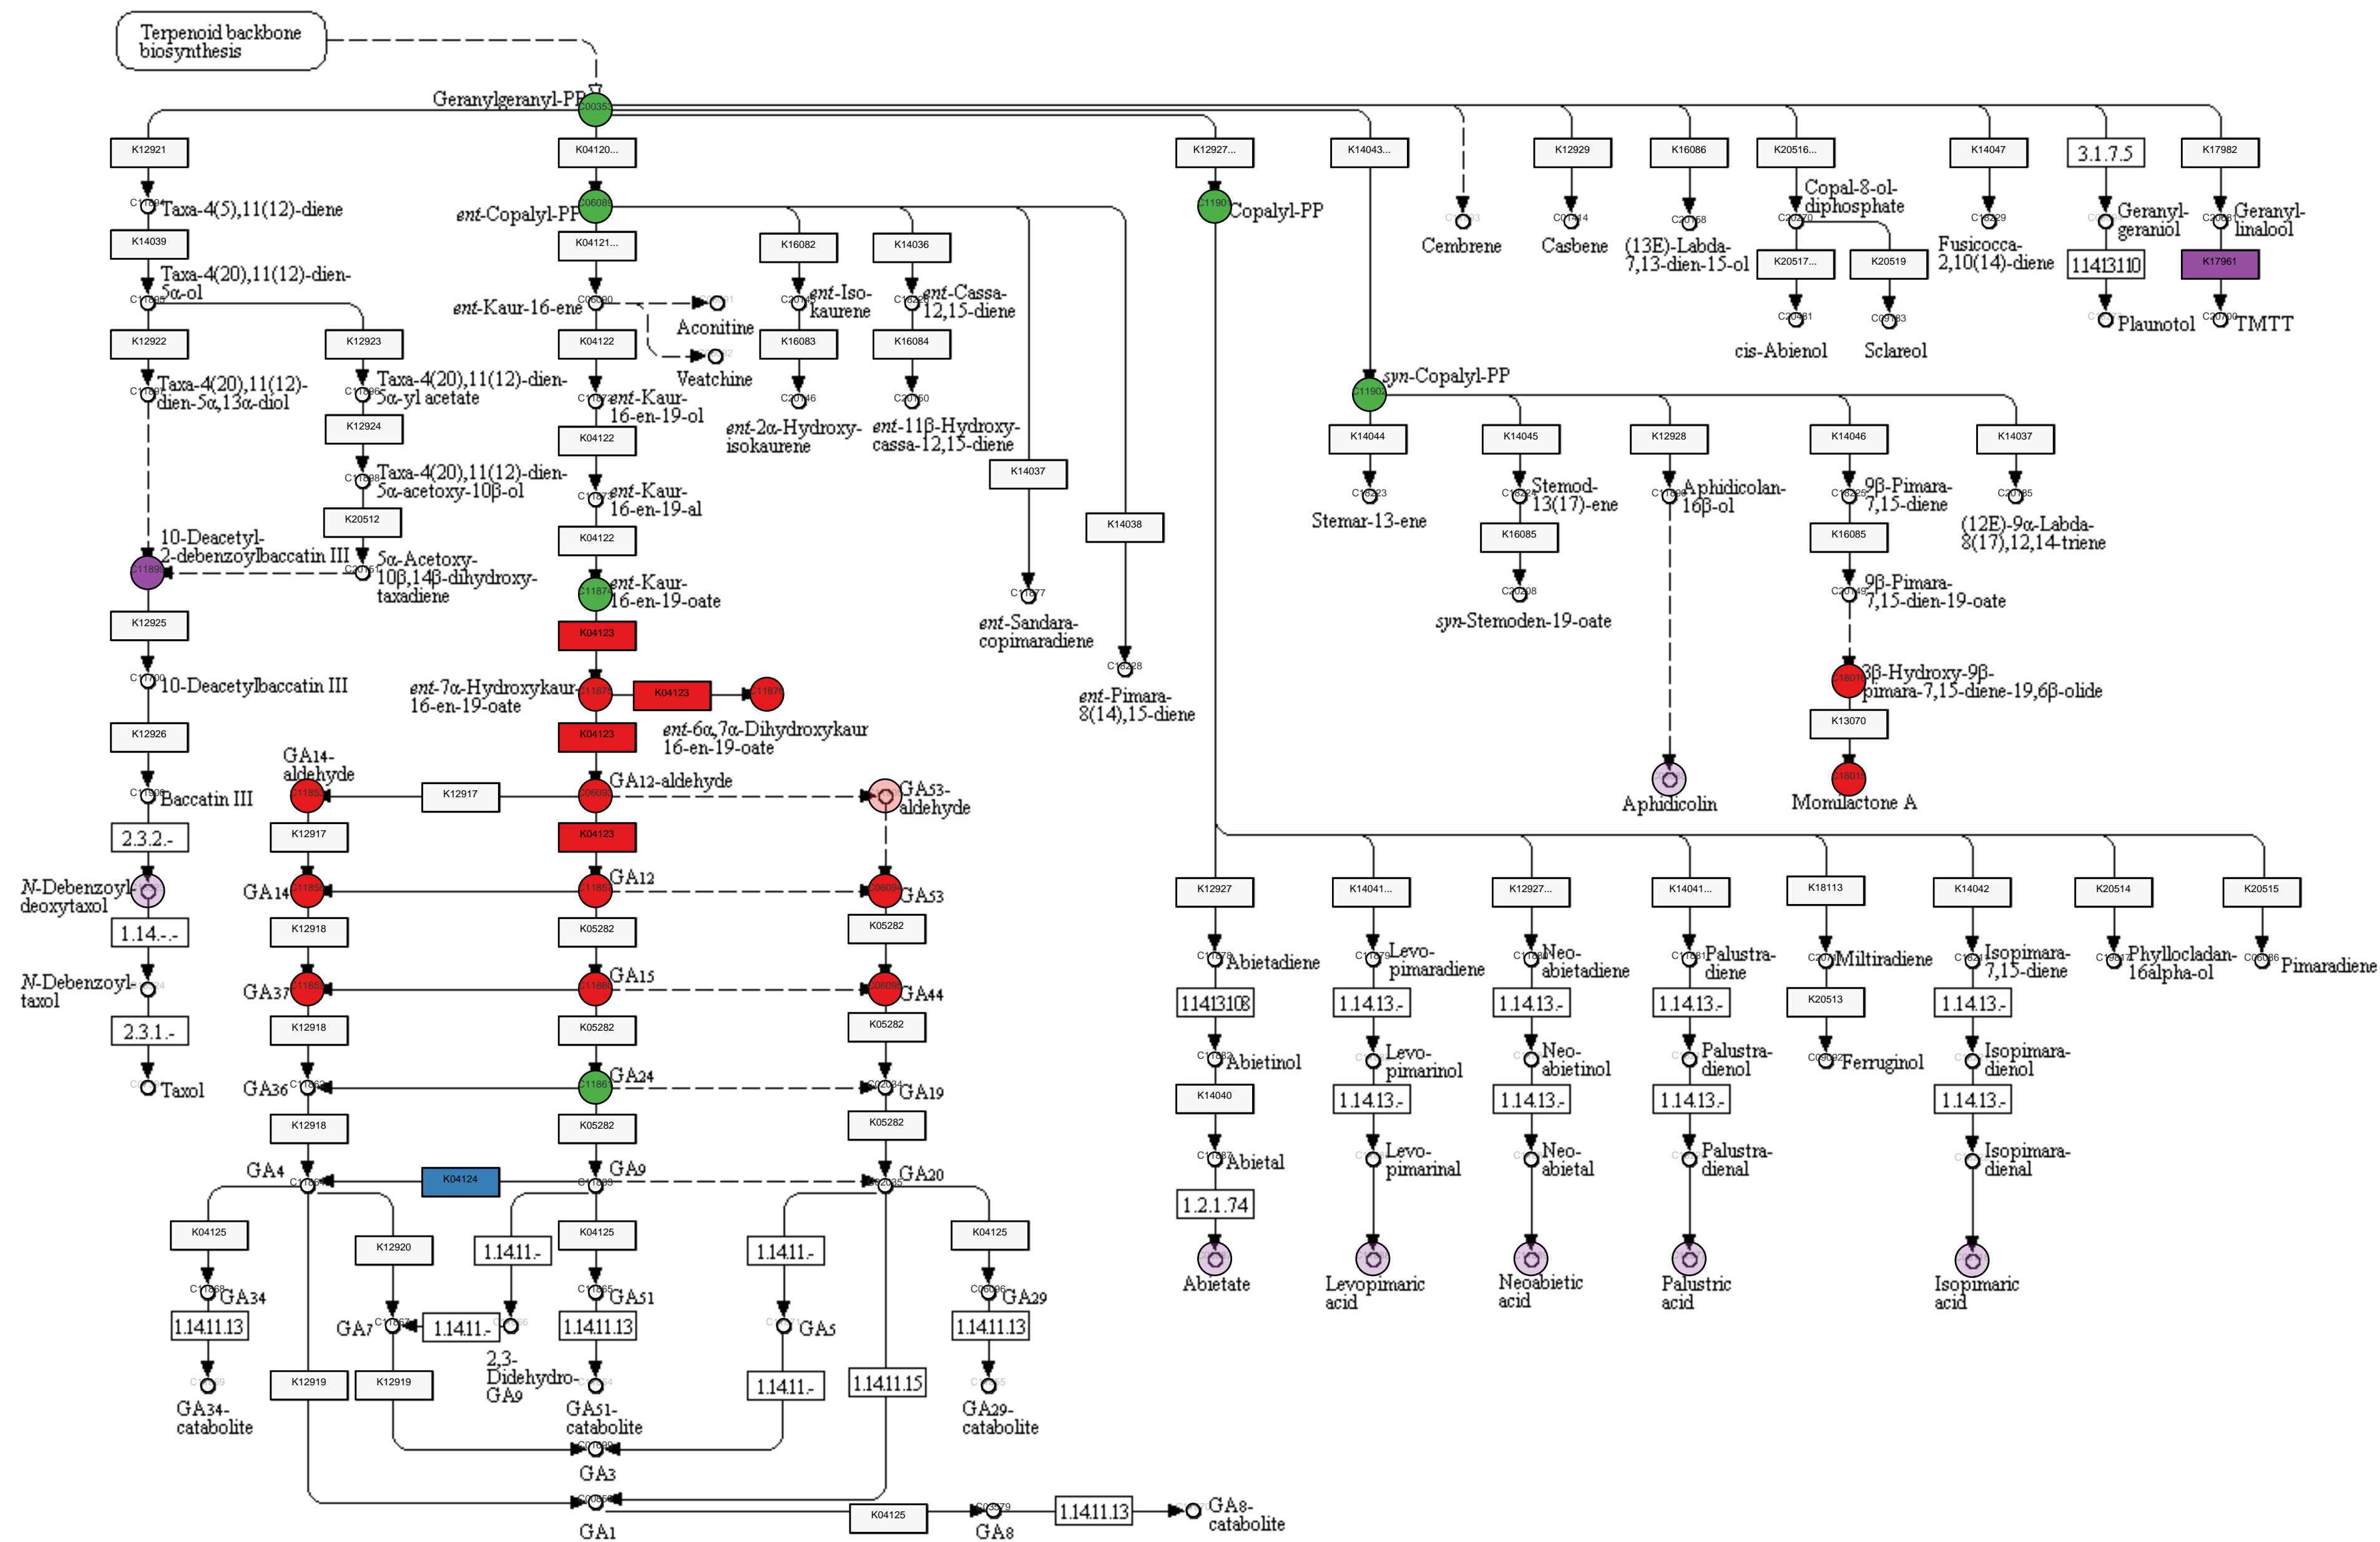 Terpenoid backbone
biosynthesis
Geranylgeranyl-PP
K12921
K04120...
K12927...
K14043...
K12929
K16086
K20516...
K14047
3.1.7.5
K17982
Taxa-4(5),11(12)-diene
ent-Copalyl-PP
Copalyl-PP
Copal-8-ol-
diphosphate
Cembrene
Casbene
(13E)-Labda-
7,13-dien-15-ol
Fusicocca-
2,10(14)-diene
Geranyl-
geraniol
Geranyl-
linalool
K14039
K04121...
K16082
K14036
K20517...
K20519
1.14.13.110
K17961
Taxa-4(20),11(12)-dien-
5α-ol
ent-Kaur-16-ene
Aconitine
Veatchine
ent-Iso-
kaurene
ent-Cassa-
12,15-diene
cis-Abienol
Sclareol
Plaunotol
TMTT
K12922
K12923
K04122
K16083
K16084
Taxa-4(20),11(12)-
dien-5α,13α-diol
Taxa-4(20),11(12)-dien-
5α-yl acetate
ent-Kaur-
16-en-19-ol
ent-2α-Hydroxy-
isokaurene
ent-11β-Hydroxy-
cassa-12,15-diene
syn-Copalyl-PP
C11902
K12924
K04122
K14037
K14038
K14044
K14045
K12928
K14046
K14037
Taxa-4(20),11(12)-dien-
5α-acetoxy-10β-ol
ent-Kaur-
16-en-19-al
C18223
Stemar-13-ene
Stemod-
13(17)-ene
Aphidicolan-
16β-ol
9β-Pimara-
7,15-diene
(12E)-9α-Labda-
8(17),12,14-triene
K20512
K04122
K16085
K16085
10-Deacetyl-
2-debenzoylbaccatin III
5α-Acetoxy-
10β,14β-dihydroxy-
taxadiene
ent-Kaur-
16-en-19-oate
C11877
ent-Sandara-
copimaradiene
C20208
syn-Stemoden-19-oate
9β-Pimara-
7,15-dien-19-oate
K12925
K04123
10-Deacetylbaccatin III
ent-7α-Hydroxykaur-
16-en-19-oate
K04123
ent-6α,7α-Dihydroxykaur
16-en-19-oate
C18228
ent-Pimara-
8(14),15-diene
3β-Hydroxy-9β-
pimara-7,15-diene-19,6β-olide
K12926
K04123
K13070
GA14-
aldehyde
Baccatin III
K12917
GA12-aldehyde
GA53-
aldehyde
Aphidicolin
Momilactone A
2.3.2.-
K12917
K04123
N-Debenzoyl-
deoxytaxol
GA14
GA12
GA53
K12927
K14041...
K12927...
K14041...
K18113
K14042
K20514
K20515
1.14.-.-
K12918
K05282
K05282
N-Debenzoyl-
taxol
GA37
GA15
GA44
Abietadiene
Levo-
pimaradiene
Neo-
abietadiene
Palustra-
diene
Miltiradiene
Isopimara-
7,15-diene
Phyllocladan-
16alpha-ol
Pimaradiene
2.3.1.-
K12918
K05282
K05282
1.14.13.108
1.14.13.-
1.14.13.-
1.14.13.-
K20513
1.14.13.-
Taxol
GA36
GA24
GA19
Abietinol
Levo-
pimarinol
Neo-
abietinol
Palustra-
dienol
Ferruginol
Isopimara-
dienol
K12918
K05282
K05282
K14040
1.14.13.-
1.14.13.-
1.14.13.-
1.14.13.-
GA4
K04124
GA9
GA20
Abietal
Levo-
pimarinal
Neo-
abietal
Palustra-
dienal
Isopimara-
dienal
K04125
K12920
1.14.11.-
K04125
1.14.11.-
K04125
1.2.1.74
GA34
GA51
GA29
Abietate
Levopimaric
acid
Neoabietic
acid
Palustric
acid
Isopimaric
acid
1.14.11.13
GA7
1.14.11.-
1.14.11.13
GA5
1.14.11.13
2,3-
Didehydro-
GA9
K12919
K12919
1.14.11.-
1.14.11.15
GA34-
catabolite
GA51-
catabolite
GA29-
catabolite
GA3
GA1
K04125
GA8
1.14.11.13
GA8-
catabolite